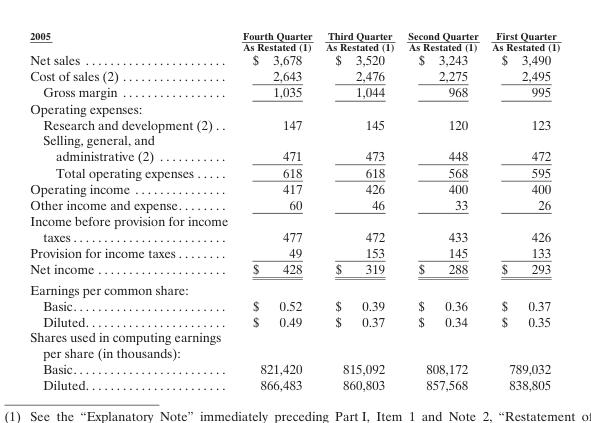 2005 Fourth Quarter Third Quarter Second Quarter First Quarter
As Restated (1) As Restated (1) As Restated (1) As Restated (1)
Net sales . . . . . . . . . . . . . . . . . . . . . . . $ 3,678 $ 3,520 $ 3,243 $ 3,490
Cost of sales (2) . . . . . . . . . . . . . . . . . 2,643 2,476 2,275 2,495
Gross margin . . . . . . . . . . . . . . . . . 1,035 1,044 968 995
Operating expenses:
Research and development (2) . . 147 145 120 123
Selling, general, and
administrative (2) . . . . . . . . . . . 471 473 448 472
Total operating expenses . . . . . 618 618 568 595
Operating income . . . . . . . . . . . . . . . 417 426 400 400
Other income and expense. . . . . . . . 60 46 33 26
Income before provision for income
taxes . . . . . . . . . . . . . . . . . . . . . . . . . 477 472 433 426
Provision for income taxes . . . . . . . . 49 153 145 133
Net income . . . . . . . . . . . . . . . . . . . . . $ 428 $ 319 $ 288 $ 293
Earnings per common share:
Basic. . . . . . . . . . . . . . . . . . . . . . . . . $ 0.52 $ 0.39 $ 0.36 $ 0.37
Diluted. . . . . . . . . . . . . . . . . . . . . . . $ 0.49 $ 0.37 $ 0.34 $ 0.35
Shares used in computing earnings
per share (in thousands):
Basic. . . . . . . . . . . . . . . . . . . . . . . . . 821,420 815,092 808,172 789,032
Diluted. . . . . . . . . . . . . . . . . . . . . . . 866,483 860,803 857,568 838,805
(1) See the “Explanatory Note” immediately preceding Part I, Item 1 and Note 2, “Restatement of